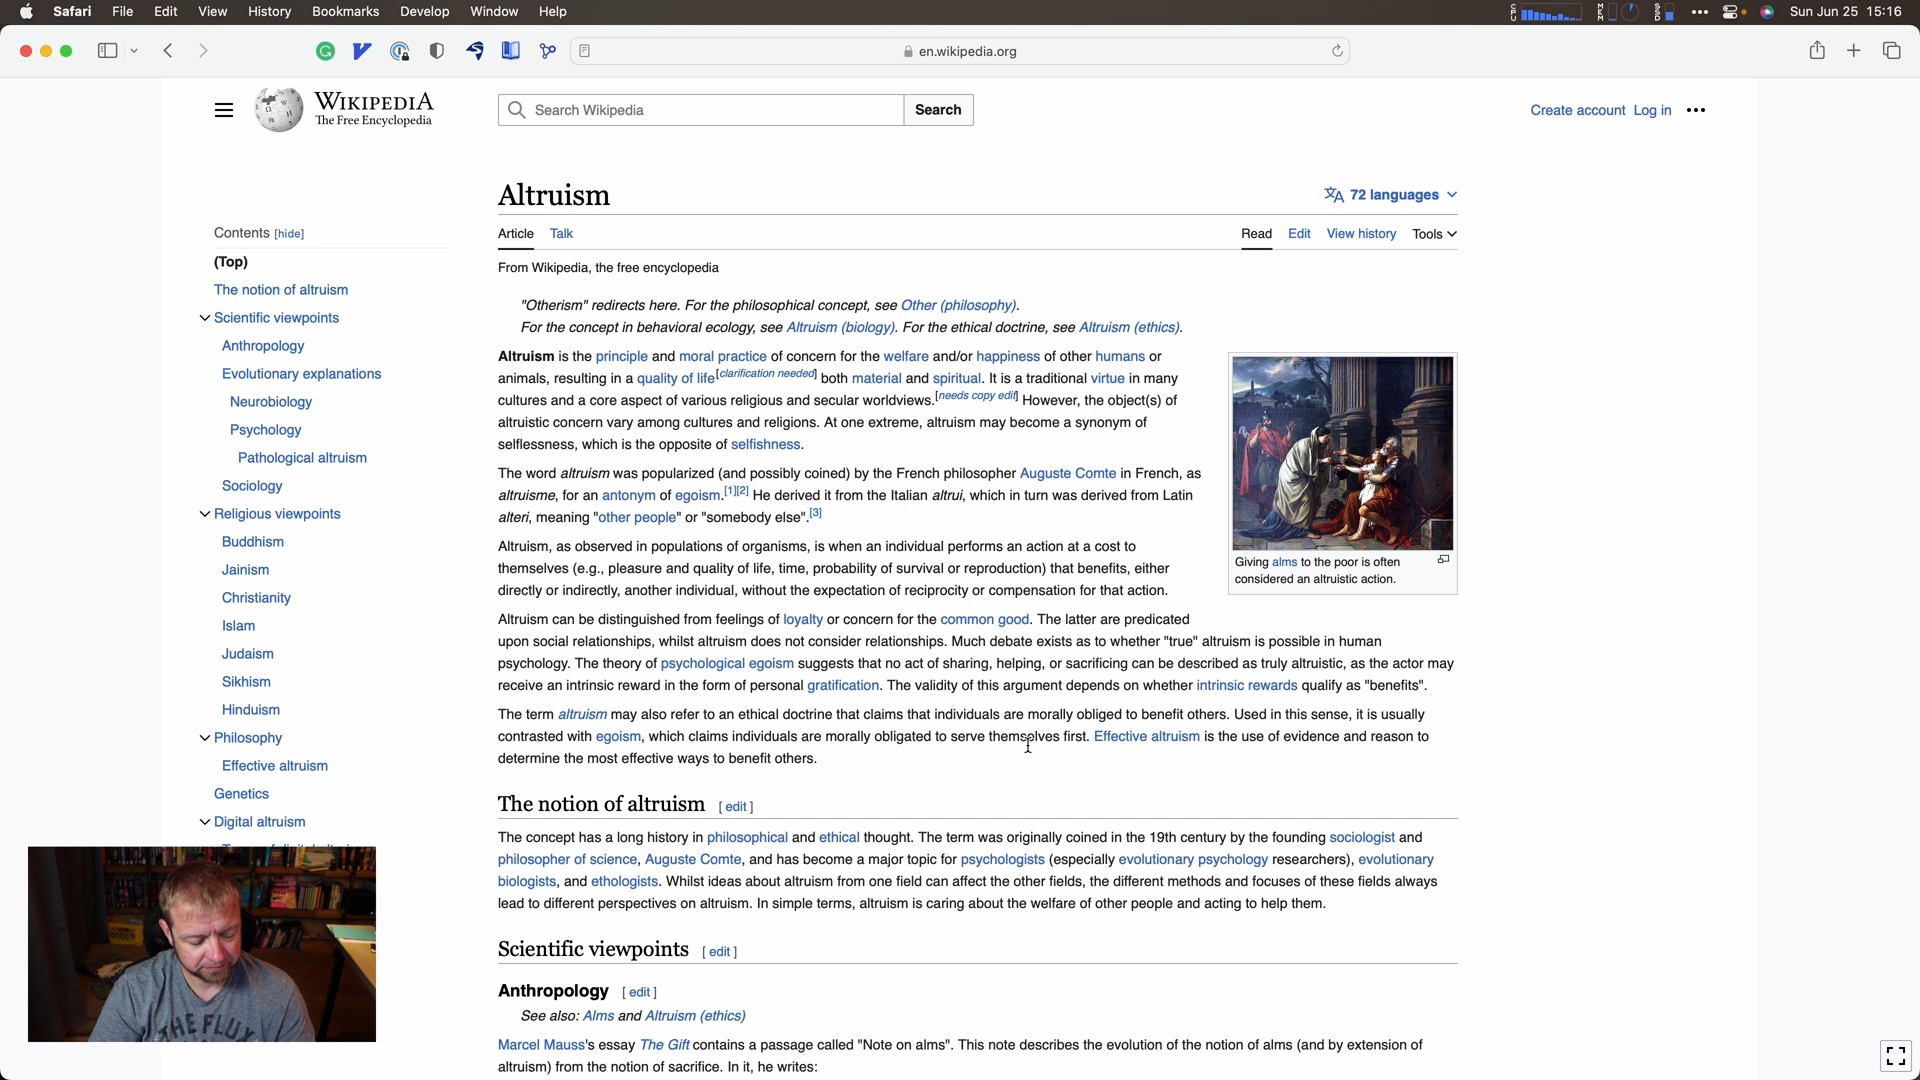 Safari File Edit View History Bookmarks Develop Window Help
CPU MEM SSD Sun Jun 25 15:16
en.wikipedia.org
WIKIPEDIA
The Free Encyclopedia
Search Wikipedia Search
Create account Log in
Altruism
72 languages
Article Talk
Read Edit View history Tools
From Wikipedia, the free encyclopedia
Contents [hide]
(Top)
The notion of altruism
Scientific viewpoints
Anthropology
Evolutionary explanations
Neurobiology
Psychology
Pathological altruism
Sociology
Religious viewpoints
Buddhism
Jainism
Christianity
Islam
Judaism
Sikhism
Hinduism
Philosophy
Effective altruism
Genetics
Digital altruism
"Otherism" redirects here. For the philosophical concept, see Other (philosophy).
For the concept in behavioral ecology, see Altruism (biology). For the ethical doctrine, see Altruism (ethics).
Altruism is the principle and moral practice of concern for the welfare and/or happiness of other humans or
animals, resulting in a quality of life[clarification needed] both material and spiritual. It is a traditional virtue in many
cultures and a core aspect of various religious and secular worldviews.[needs copy edit] However, the object(s) of
altruistic concern vary among cultures and religions. At one extreme, altruism may become a synonym of
selflessness, which is the opposite of selfishness.
The word altruism was popularized (and possibly coined) by the French philosopher Auguste Comte in French, as
altruisme, for an antonym of egoism.[1][2] He derived it from the Italian altrui, which in turn was derived from Latin
alteri, meaning "other people" or "somebody else".[3]
Altruism, as observed in populations of organisms, is when an individual performs an action at a cost to
themselves (e.g., pleasure and quality of life, time, probability of survival or reproduction) that benefits, either
directly or indirectly, another individual, without the expectation of reciprocity or compensation for that action.
Giving alms to the poor is often
considered an altruistic action.
Altruism can be distinguished from feelings of loyalty or concern for the common good. The latter are predicated
upon social relationships, whilst altruism does not consider relationships. Much debate exists as to whether "true" altruism is possible in human
psychology. The theory of psychological egoism suggests that no act of sharing, helping, or sacrificing can be described as truly altruistic, as the actor may
receive an intrinsic reward in the form of personal gratification. The validity of this argument depends on whether intrinsic rewards qualify as "benefits".
The term altruism may also refer to an ethical doctrine that claims that individuals are morally obliged to benefit others. Used in this sense, it is usually
contrasted with egoism, which claims individuals are morally obligated to serve themselves first. Effective altruism is the use of evidence and reason to
determine the most effective ways to benefit others.
The notion of altruism [ edit ]
The concept has a long history in philosophical and ethical thought. The term was originally coined in the 19th century by the founding sociologist and
philosopher of science, Auguste Comte, and has become a major topic for psychologists (especially evolutionary psychology researchers), evolutionary
biologists, and ethologists. Whilst ideas about altruism from one field can affect the other fields, the different methods and focuses of these fields always
lead to different perspectives on altruism. In simple terms, altruism is caring about the welfare of other people and acting to help them.
Scientific viewpoints [ edit ]
Anthropology [ edit ]
See also: Alms and Altruism (ethics)
Marcel Mauss's essay The Gift contains a passage called "Note on alms". This note describes the evolution of the notion of alms (and by extension of
altruism) from the notion of sacrifice. In it, he writes:
THE FLUX